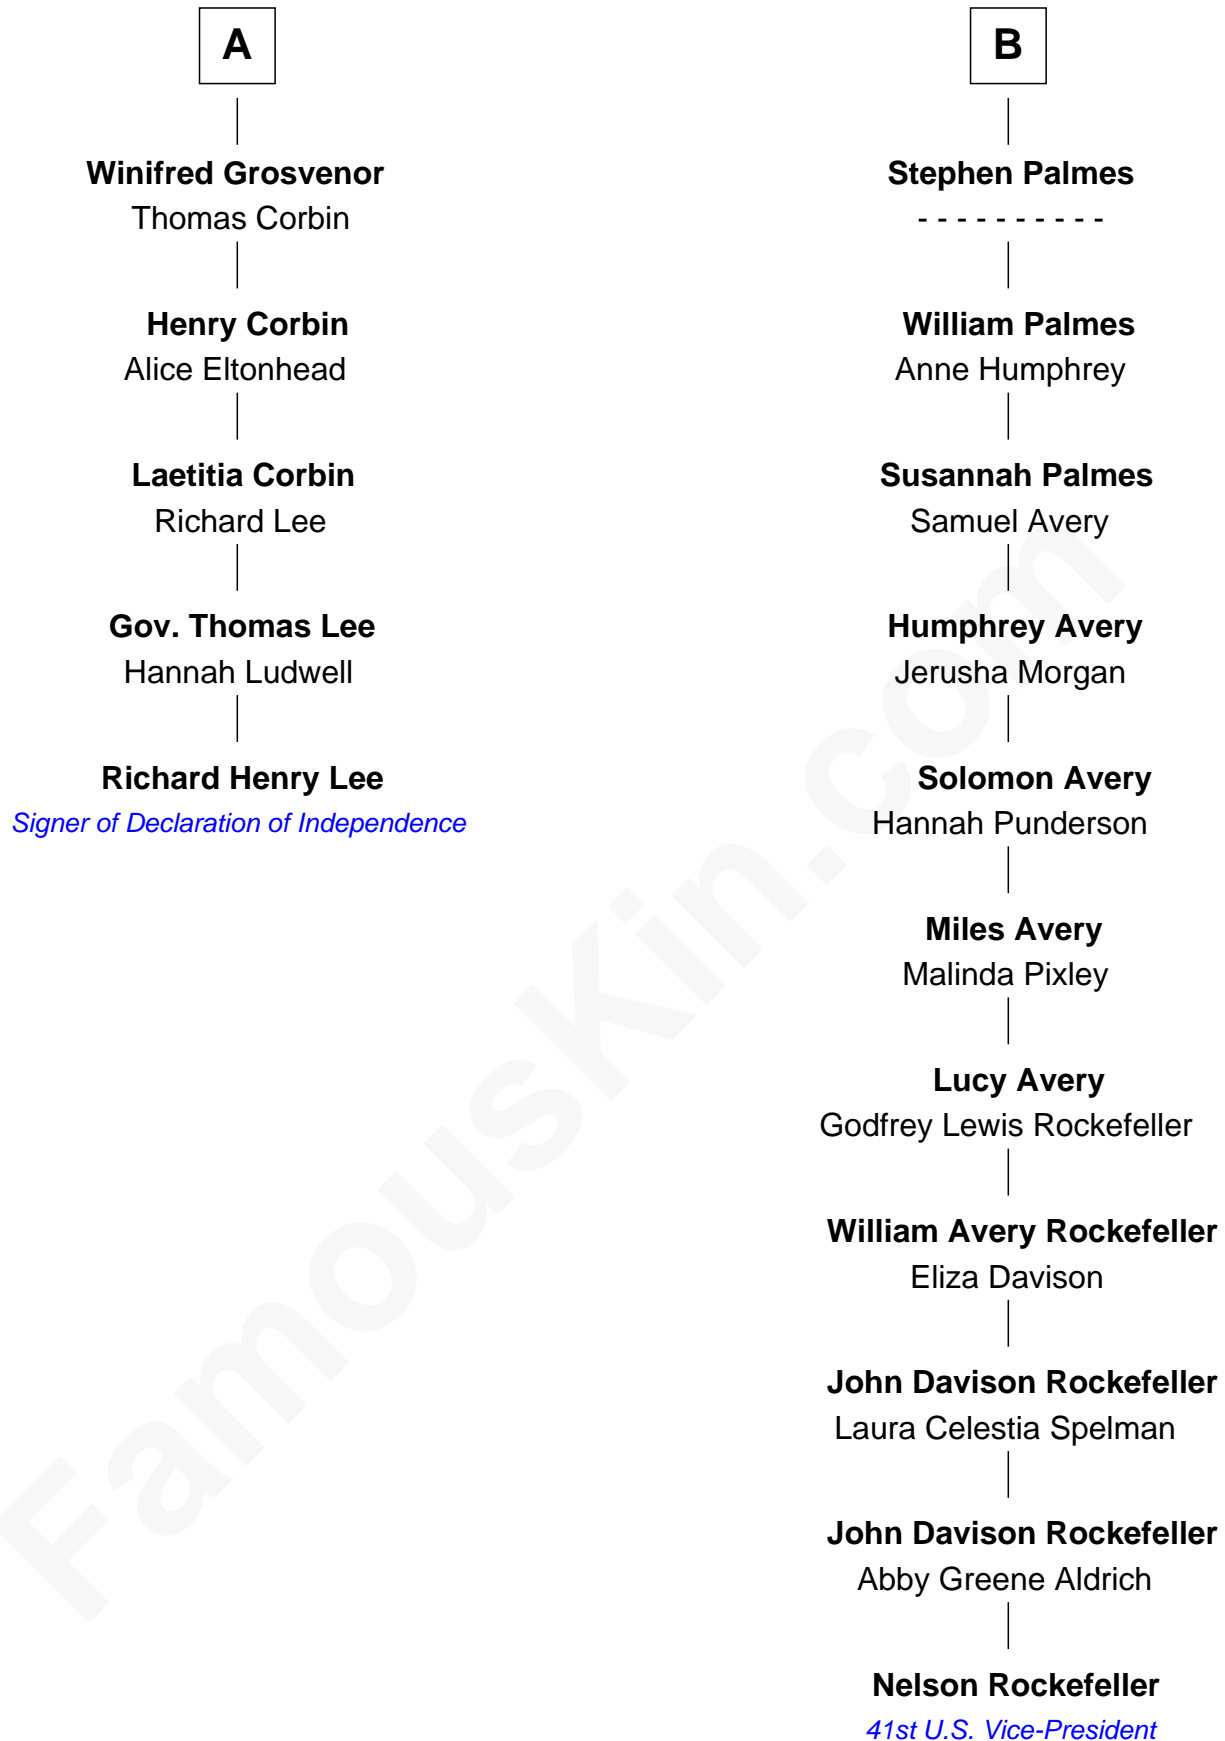 A
Winifred Grosvenor
Thomas Corbin
Henry Corbin
Alice Eltonhead
Laetitia Corbin
Richard Lee
Gov. Thomas Lee
Hannah Ludwell
Richard Henry Lee
Signer of Declaration of Independence
B
Stephen Palmes
- - - - - - - - - -
William Palmes
Anne Humphrey
Susannah Palmes
Samuel Avery
Humphrey Avery
Jerusha Morgan
Solomon Avery
Hannah Punderson
Miles Avery
Malinda Pixley
Lucy Avery
Godfrey Lewis Rockefeller
William Avery Rockefeller
Eliza Davison
John Davison Rockefeller
Laura Celestia Spelman
John Davison Rockefeller
Abby Greene Aldrich
Nelson Rockefeller
41st U.S. Vice-President
FamousKin.com